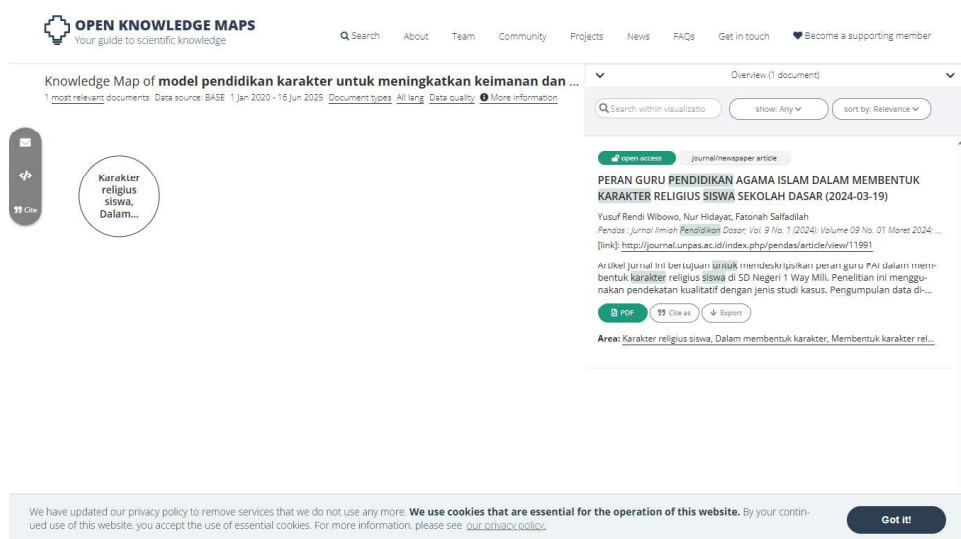 OPEN KNOWLEDGE MAPS
Your guide to scientific knowledge
Search About Team Community Projects News FAQs Get in touch Become a supporting member
Knowledge Map of model pendidikan karakter untuk meningkatkan keimanan dan ...
1 most relevant documents Data source: BASE 1 Jan 2020 - 16 Jun 2025 Document types All lang Data quality More information
Cite
Karakter
religius
siswa,
Dalam...
Overview (1 document)
Search within visualizatio
show: Any
sort by: Relevance
open access journal/newspaper article
PERAN GURU PENDIDIKAN AGAMA ISLAM DALAM MEMBENTUK
KARAKTER RELIGIUS SISWA SEKOLAH DASAR (2024-03-19)
Yusuf Rendi Wibowo, Nur Hidayat, Fatonah Salfadilah
Pendas : Jurnal Ilmiah Pendidikan Dasar; Vol. 9 No. 1 (2024): Volume 09 No. 01 Maret 2024; ...
[link]: http://journal.unpas.ac.id/index.php/pendas/article/view/11991
Artikel jurnal ini bertujuan untuk mendeskripsikan peran guru PAI dalam mem-
bentuk karakter religius siswa di SD Negeri 1 Way Mili. Penelitian ini menggu-
nakan pendekatan kualitatif dengan jenis studi kasus. Pengumpulan data di-...
PDF Cite as Export
Area: Karakter religius siswa, Dalam membentuk karakter, Membentuk karakter rel...
We have updated our privacy policy to remove services that we do not use any more. We use cookies that are essential for the operation of this website. By your contin-
ued use of this website, you accept the use of essential cookies. For more information, please see our privacy policy.
Got it!